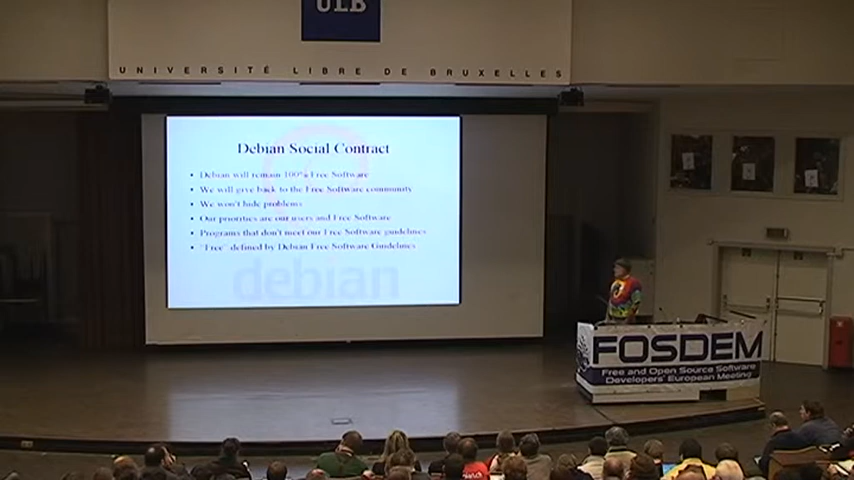 ULB
UNIVERSITÉ LIBRE DE BRUXELLES
Debian Social Contract
• Debian will remain 100% Free Software
• We will give back to the Free Software community
• We won't hide problems
• Our priorities are our users and Free Software
• Programs that don't meet our Free Software guidelines
• "Free" defined by Debian Free Software Guidelines
debian
FOSDEM
Free and Open Source Software
Developers' European Meeting